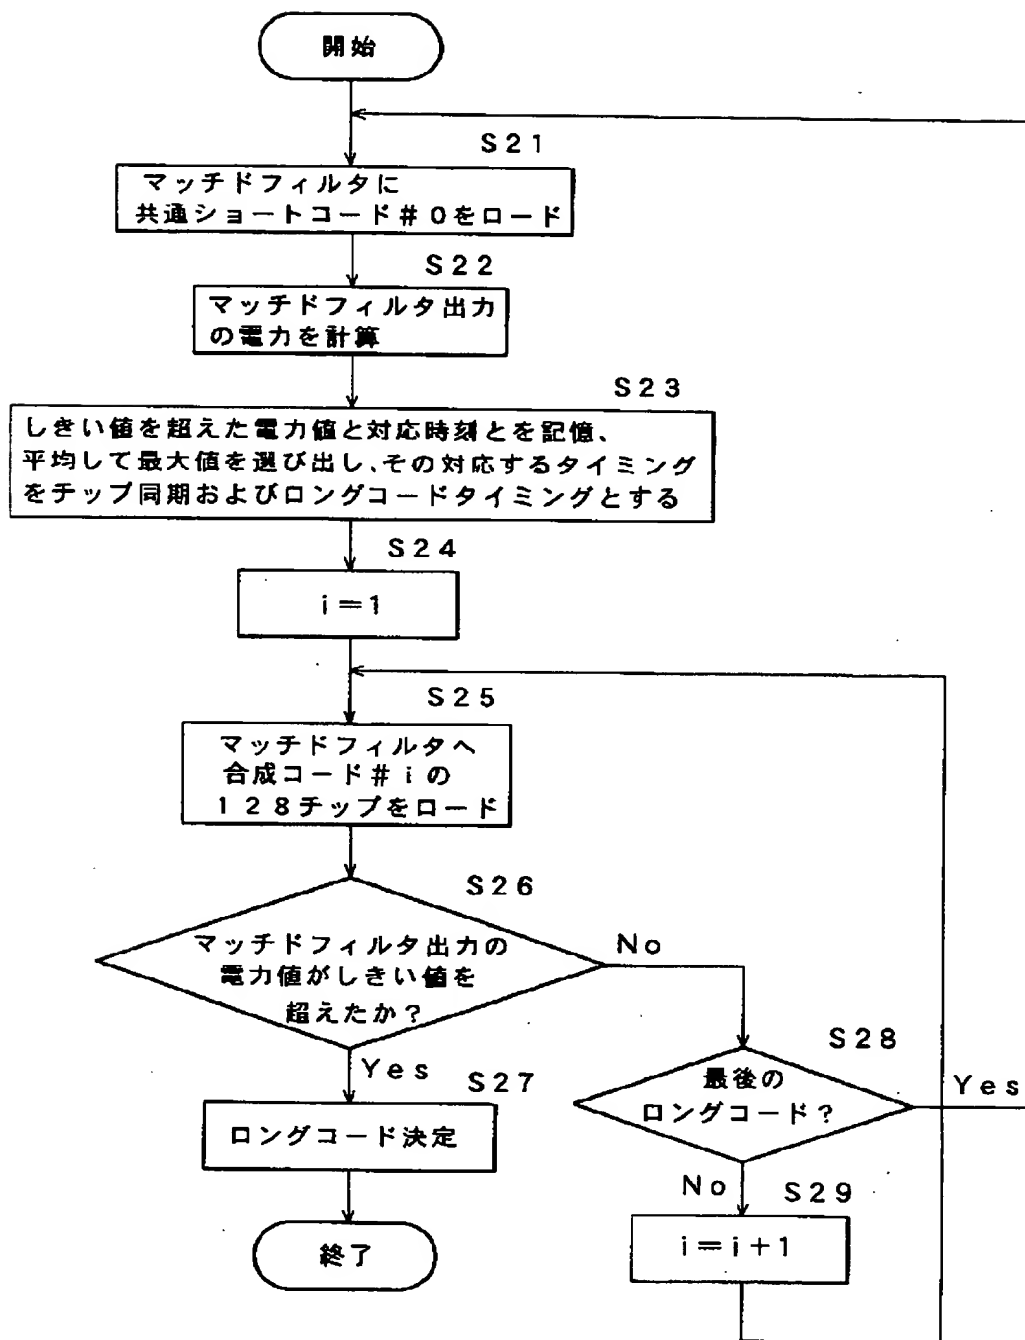 開始
S21
マッチドフィルタに
共通ショートコード＃0をロード
S22
マッチドフィルタ出力
の電力を計算
S23
しきい値を超えた電力値と対応時刻とを記憶、
平均して最大値を選び出し、その対応するタイミング
をチップ同期およびロングコードタイミングとする
S24
i＝1
S25
マッチドフィルタへ
合成コード＃iの
128チップをロード
S26
マッチドフィルタ出力の
電力値がしきい値を
超えたか？
No
Yes
S27
ロングコード決定
終了
S28
最後の
ロングコード？
Yes
No
S29
i＝i＋1